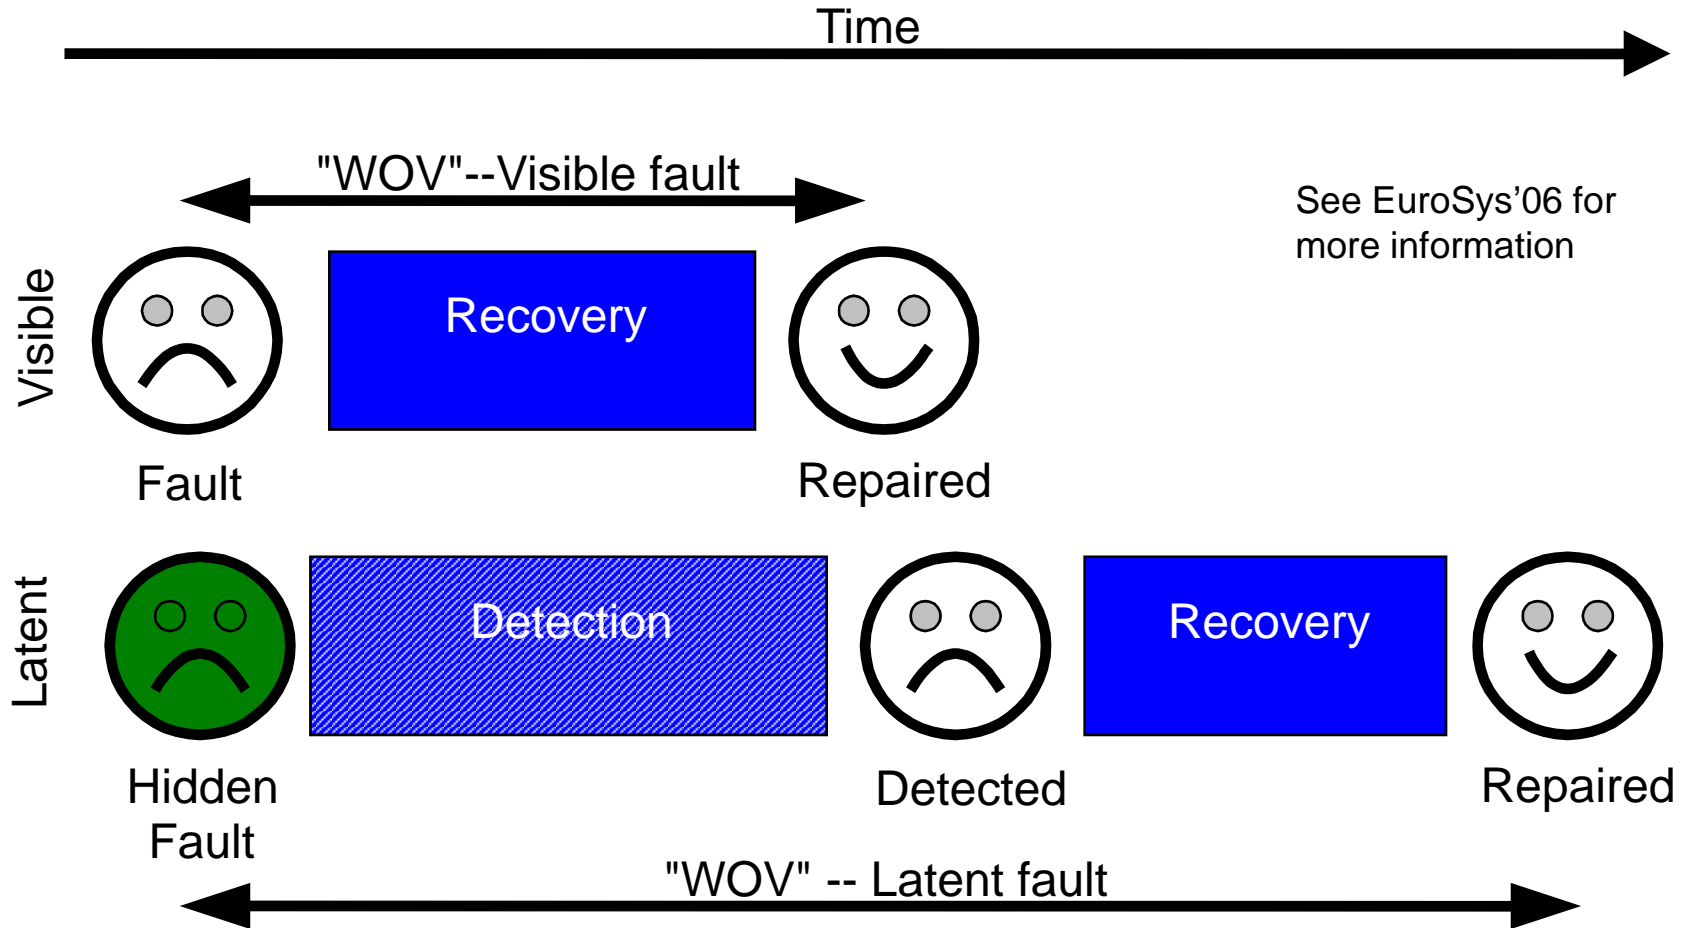 Time
"WOV"--Visible fault
See EuroSys’06 for
more information
Visible
Recovery
Fault
Repaired
Latent
Detection
Recovery
Hidden
Fault
Detected
Repaired
"WOV" -- Latent fault